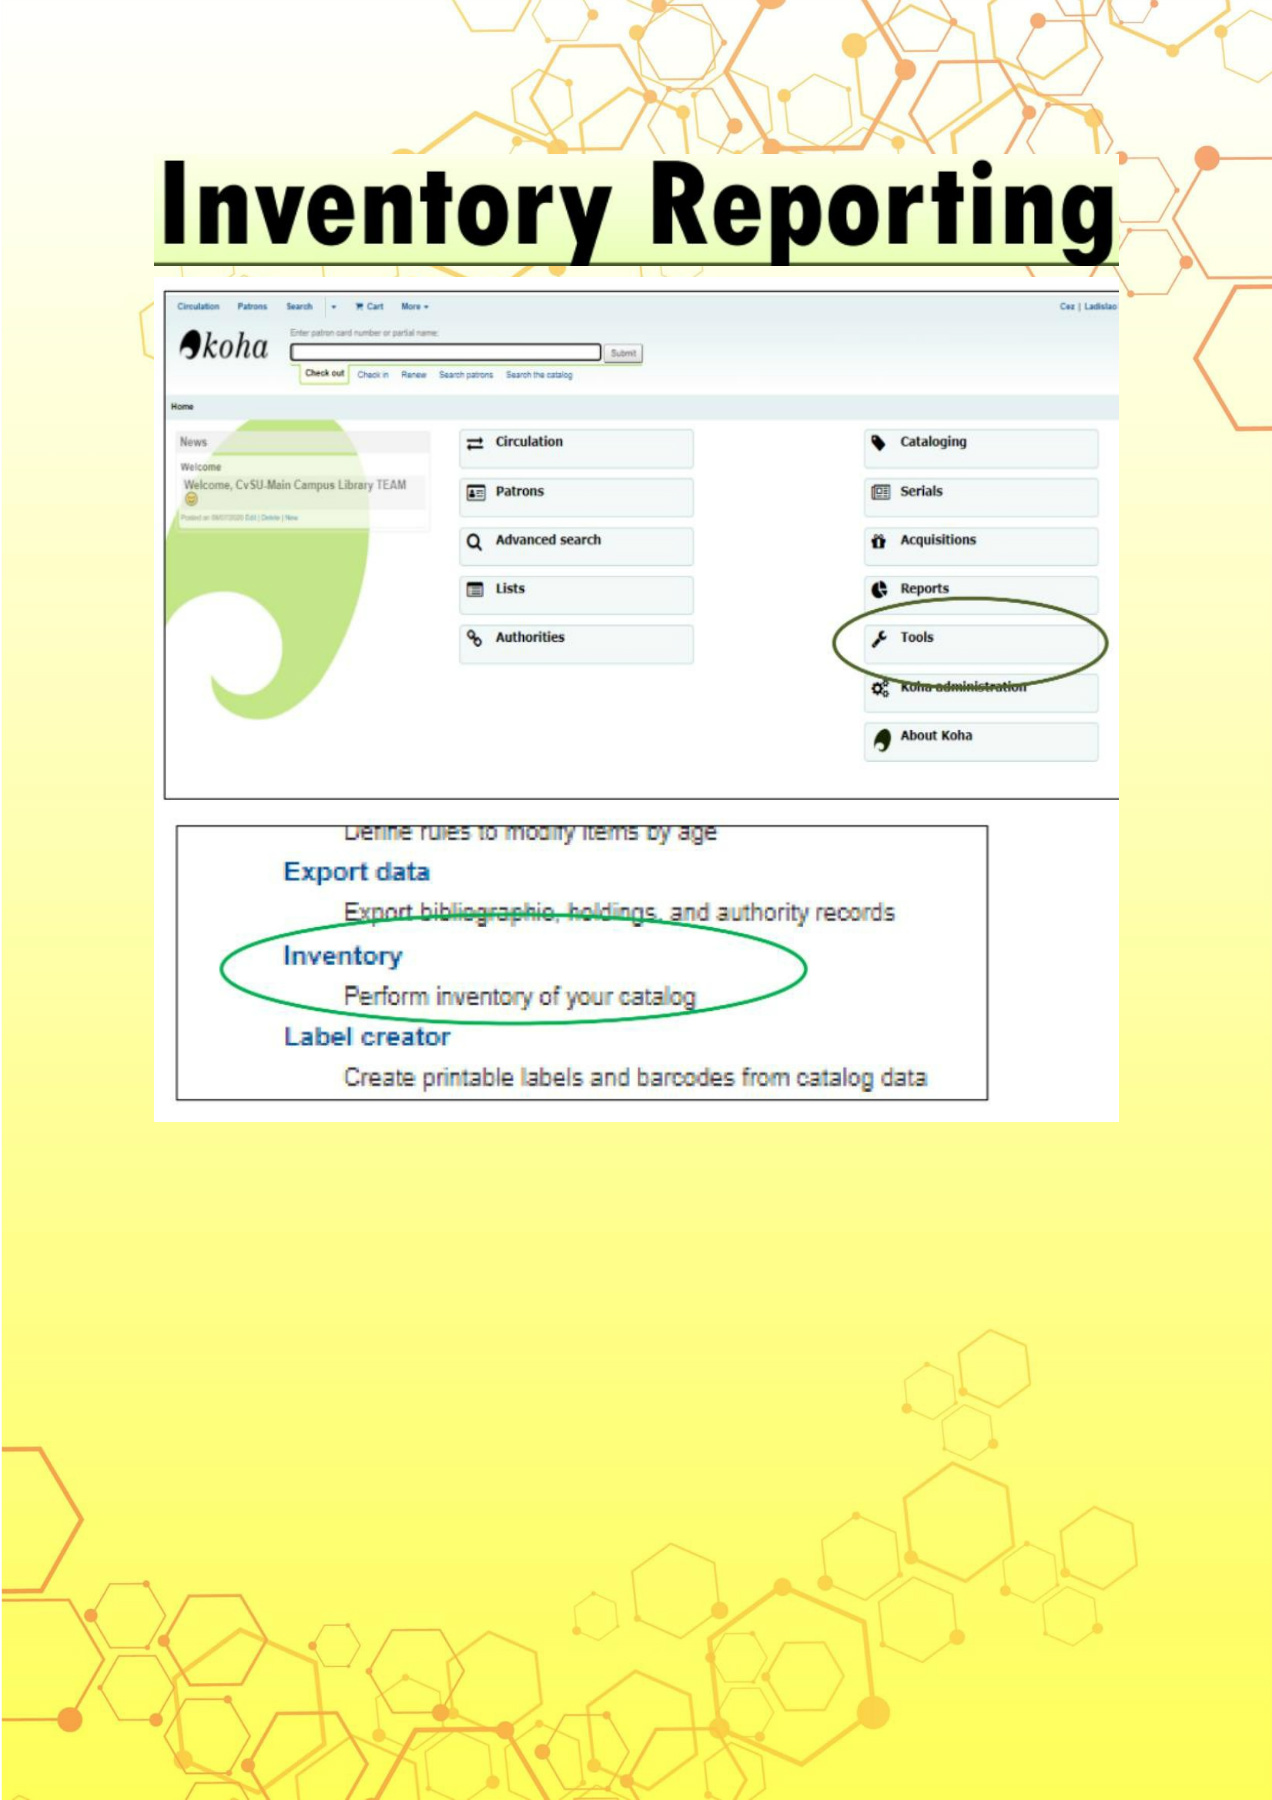 Inventory Reporting
Circulation Patrons Search Cart More
Cez | Ladislao
koha
Enter patron card number or partial name:
Submit
Check out Check in Renew Search patrons Search the catalog
Home
News
Welcome
Welcome, CvSU-Main Campus Library TEAM
Edit | Delete | New
Circulation
Patrons
Advanced search
Lists
Authorities
Cataloging
Serials
Acquisitions
Reports
Tools
Koha administration
About Koha
Define rules to modify items by age
Export data
Export bibliographic, holdings, and authority records
Inventory
Perform inventory of your catalog
Label creator
Create printable labels and barcodes from catalog data